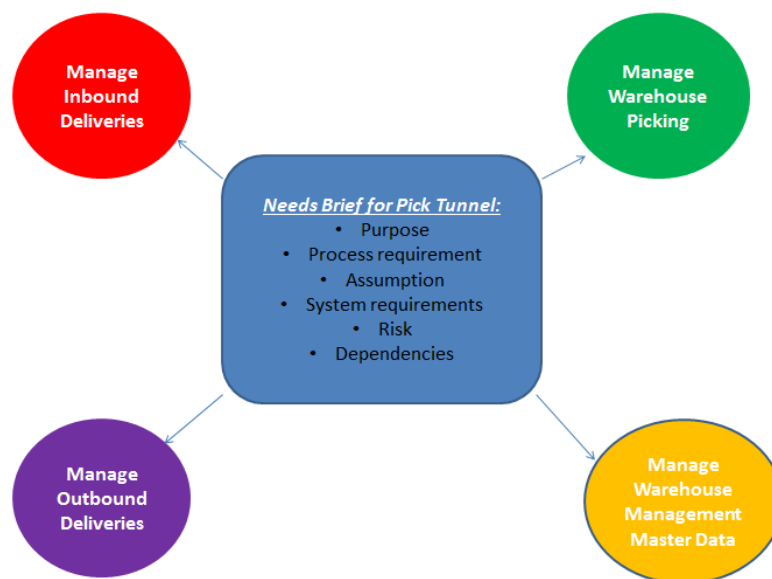 Manage
Inbound
Deliveries
Manage
Warehouse
Picking
Needs Brief for Pick Tunnel:
• Purpose
• Process requirement
• Assumption
• System requirements
• Risk
• Dependencies
Manage
Outbound
Deliveries
Manage
Warehouse
Management
Master Data